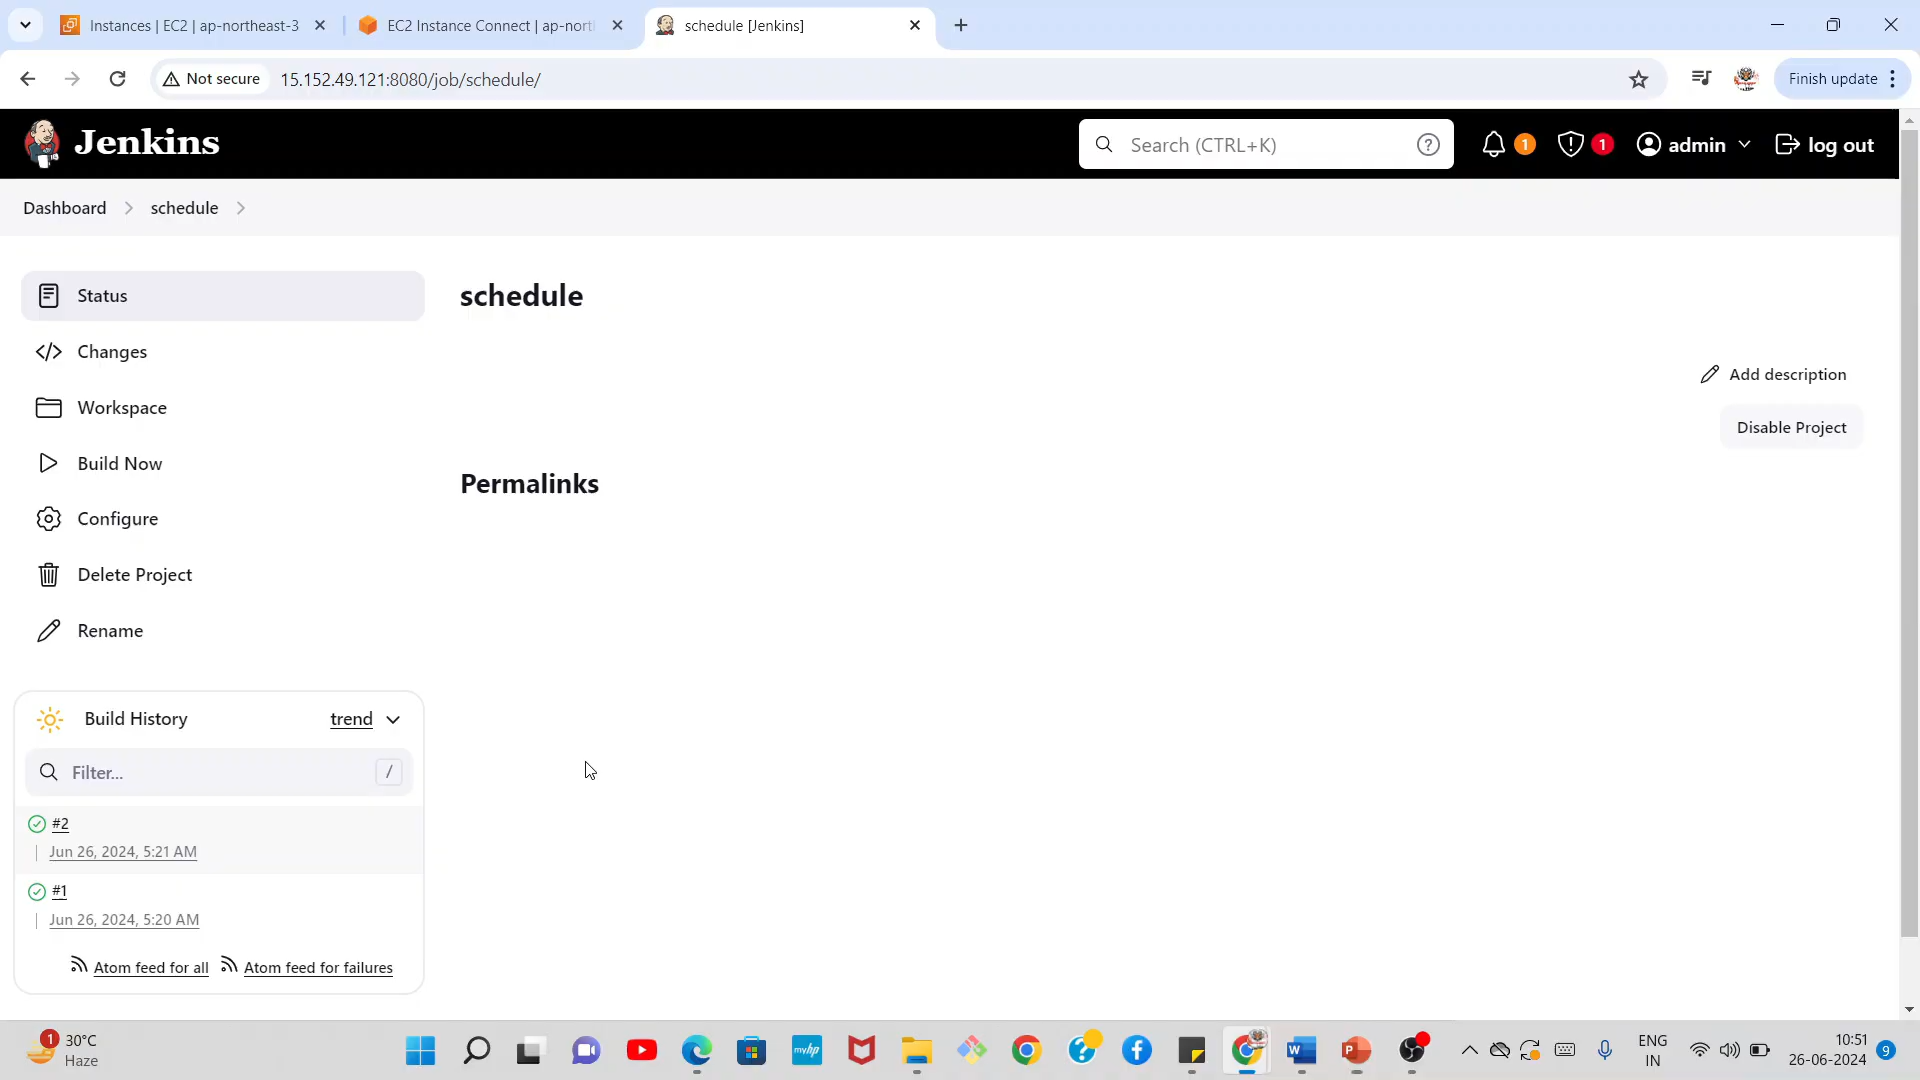 Instances | EC2 | ap-northeast-3
EC2 Instance Connect | ap-nort
schedule [Jenkins]
Not secure
15.152.49.121:8080/job/schedule/
Finish update
Jenkins
Search (CTRL+K)
?
1
1
admin
log out
Dashboard
schedule
Status
schedule
Changes
Add description
Workspace
Disable Project
Build Now
Permalinks
Configure
Delete Project
Rename
Build History
trend
Filter...
/
#2
Jun 26, 2024, 5:21 AM
#1
Jun 26, 2024, 5:20 AM
Atom feed for all
Atom feed for failures
1
30°C
Haze
myhp
ENG
IN
10:51
26-06-2024
9